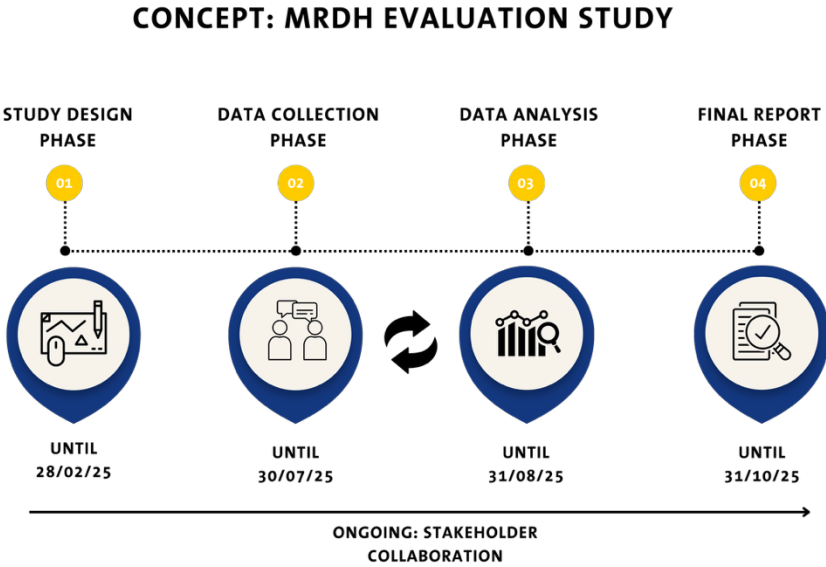 CONCEPT: MRDH EVALUATION STUDY
STUDY DESIGN
PHASE
DATA COLLECTION
PHASE
DATA ANALYSIS
PHASE
FINAL REPORT
PHASE
01
02
03
04
UNTIL
28/02/25
UNTIL
30/07/25
UNTIL
31/08/25
UNTIL
31/10/25
ONGOING: STAKEHOLDER
COLLABORATION